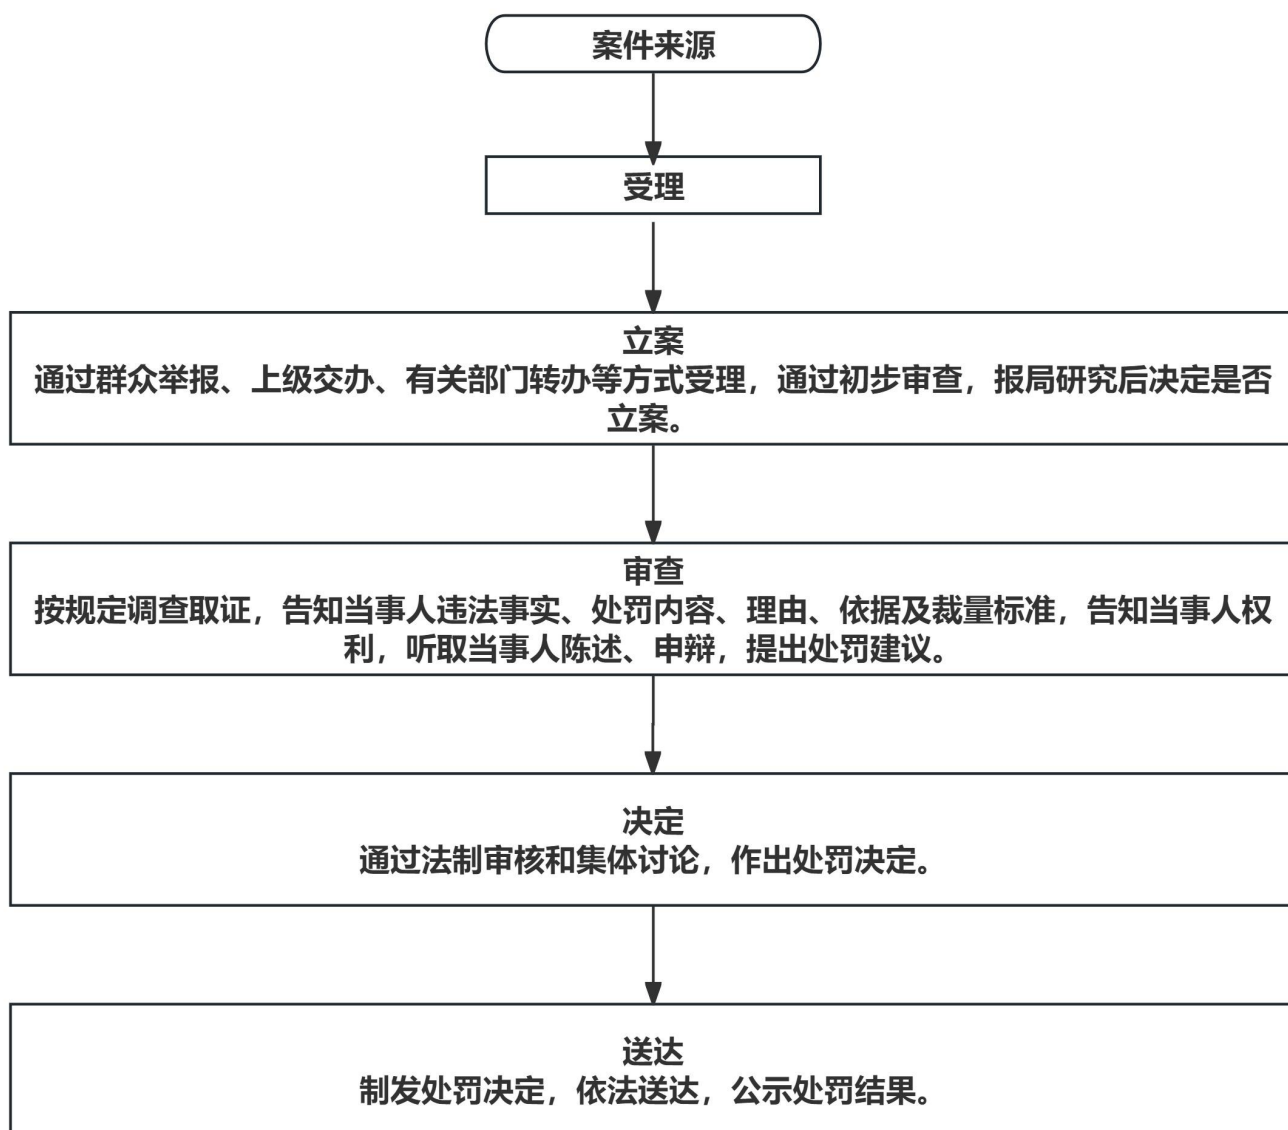 案件来源
受理
立案
通过群众举报、上级交办、有关部门转办等方式受理，通过初步审查，报局研究后决定是否
立案。
审查
按规定调查取证，告知当事人违法事实、处罚内容、理由、依据及裁量标准，告知当事人权
利，听取当事人陈述、申辩，提出处罚建议。
决定
通过法制审核和集体讨论，作出处罚决定。
送达
制发处罚决定，依法送达，公示处罚结果。